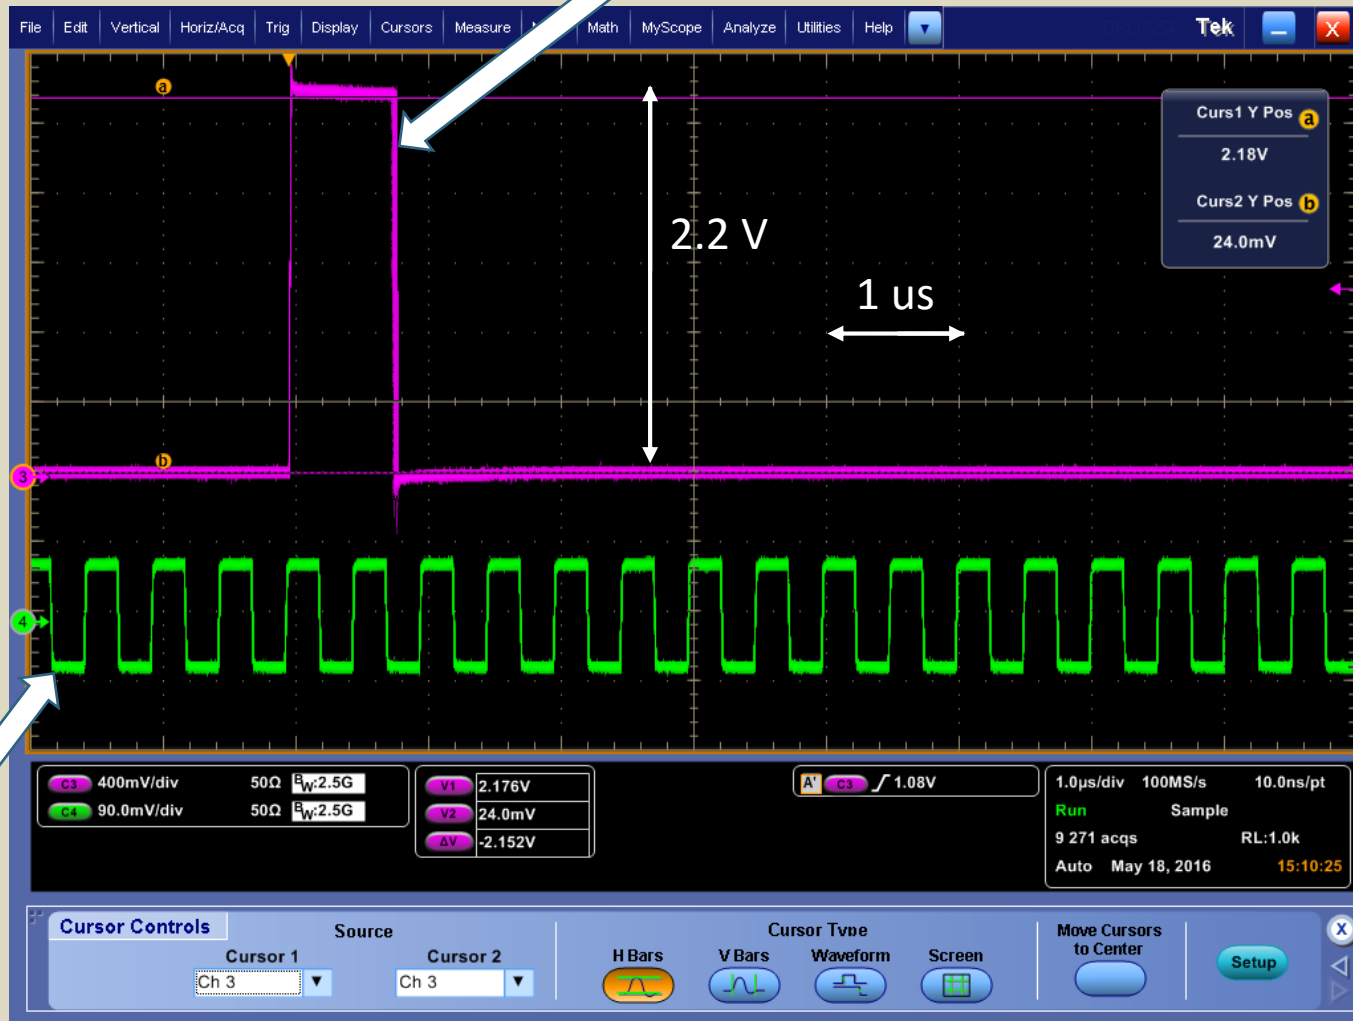 File Edit Vertical Horiz/Acq Trig Display Cursors Measure Math MyScope Analyze Utilities Help Tek X
a
Curs1 Y Pos a
2.18V
Curs2 Y Pos b
24.0mV
2.2 V
1 us
b
3
4
C3 400mV/div 50Ω BW:2.5G
C4 90.0mV/div 50Ω BW:2.5G
V1 2.176V
V2 24.0mV
ΔV -2.152V
A' C3 1.08V
1.0µs/div 100MS/s 10.0ns/pt
Run Sample
9 271 acqs RL:1.0k
Auto May 18, 2016 15:10:25
Cursor Controls
Source
Cursor 1 Cursor 2
Ch 3 Ch 3
Cursor Type
H Bars V Bars Waveform Screen
Move Cursors
to Center
Setup
X